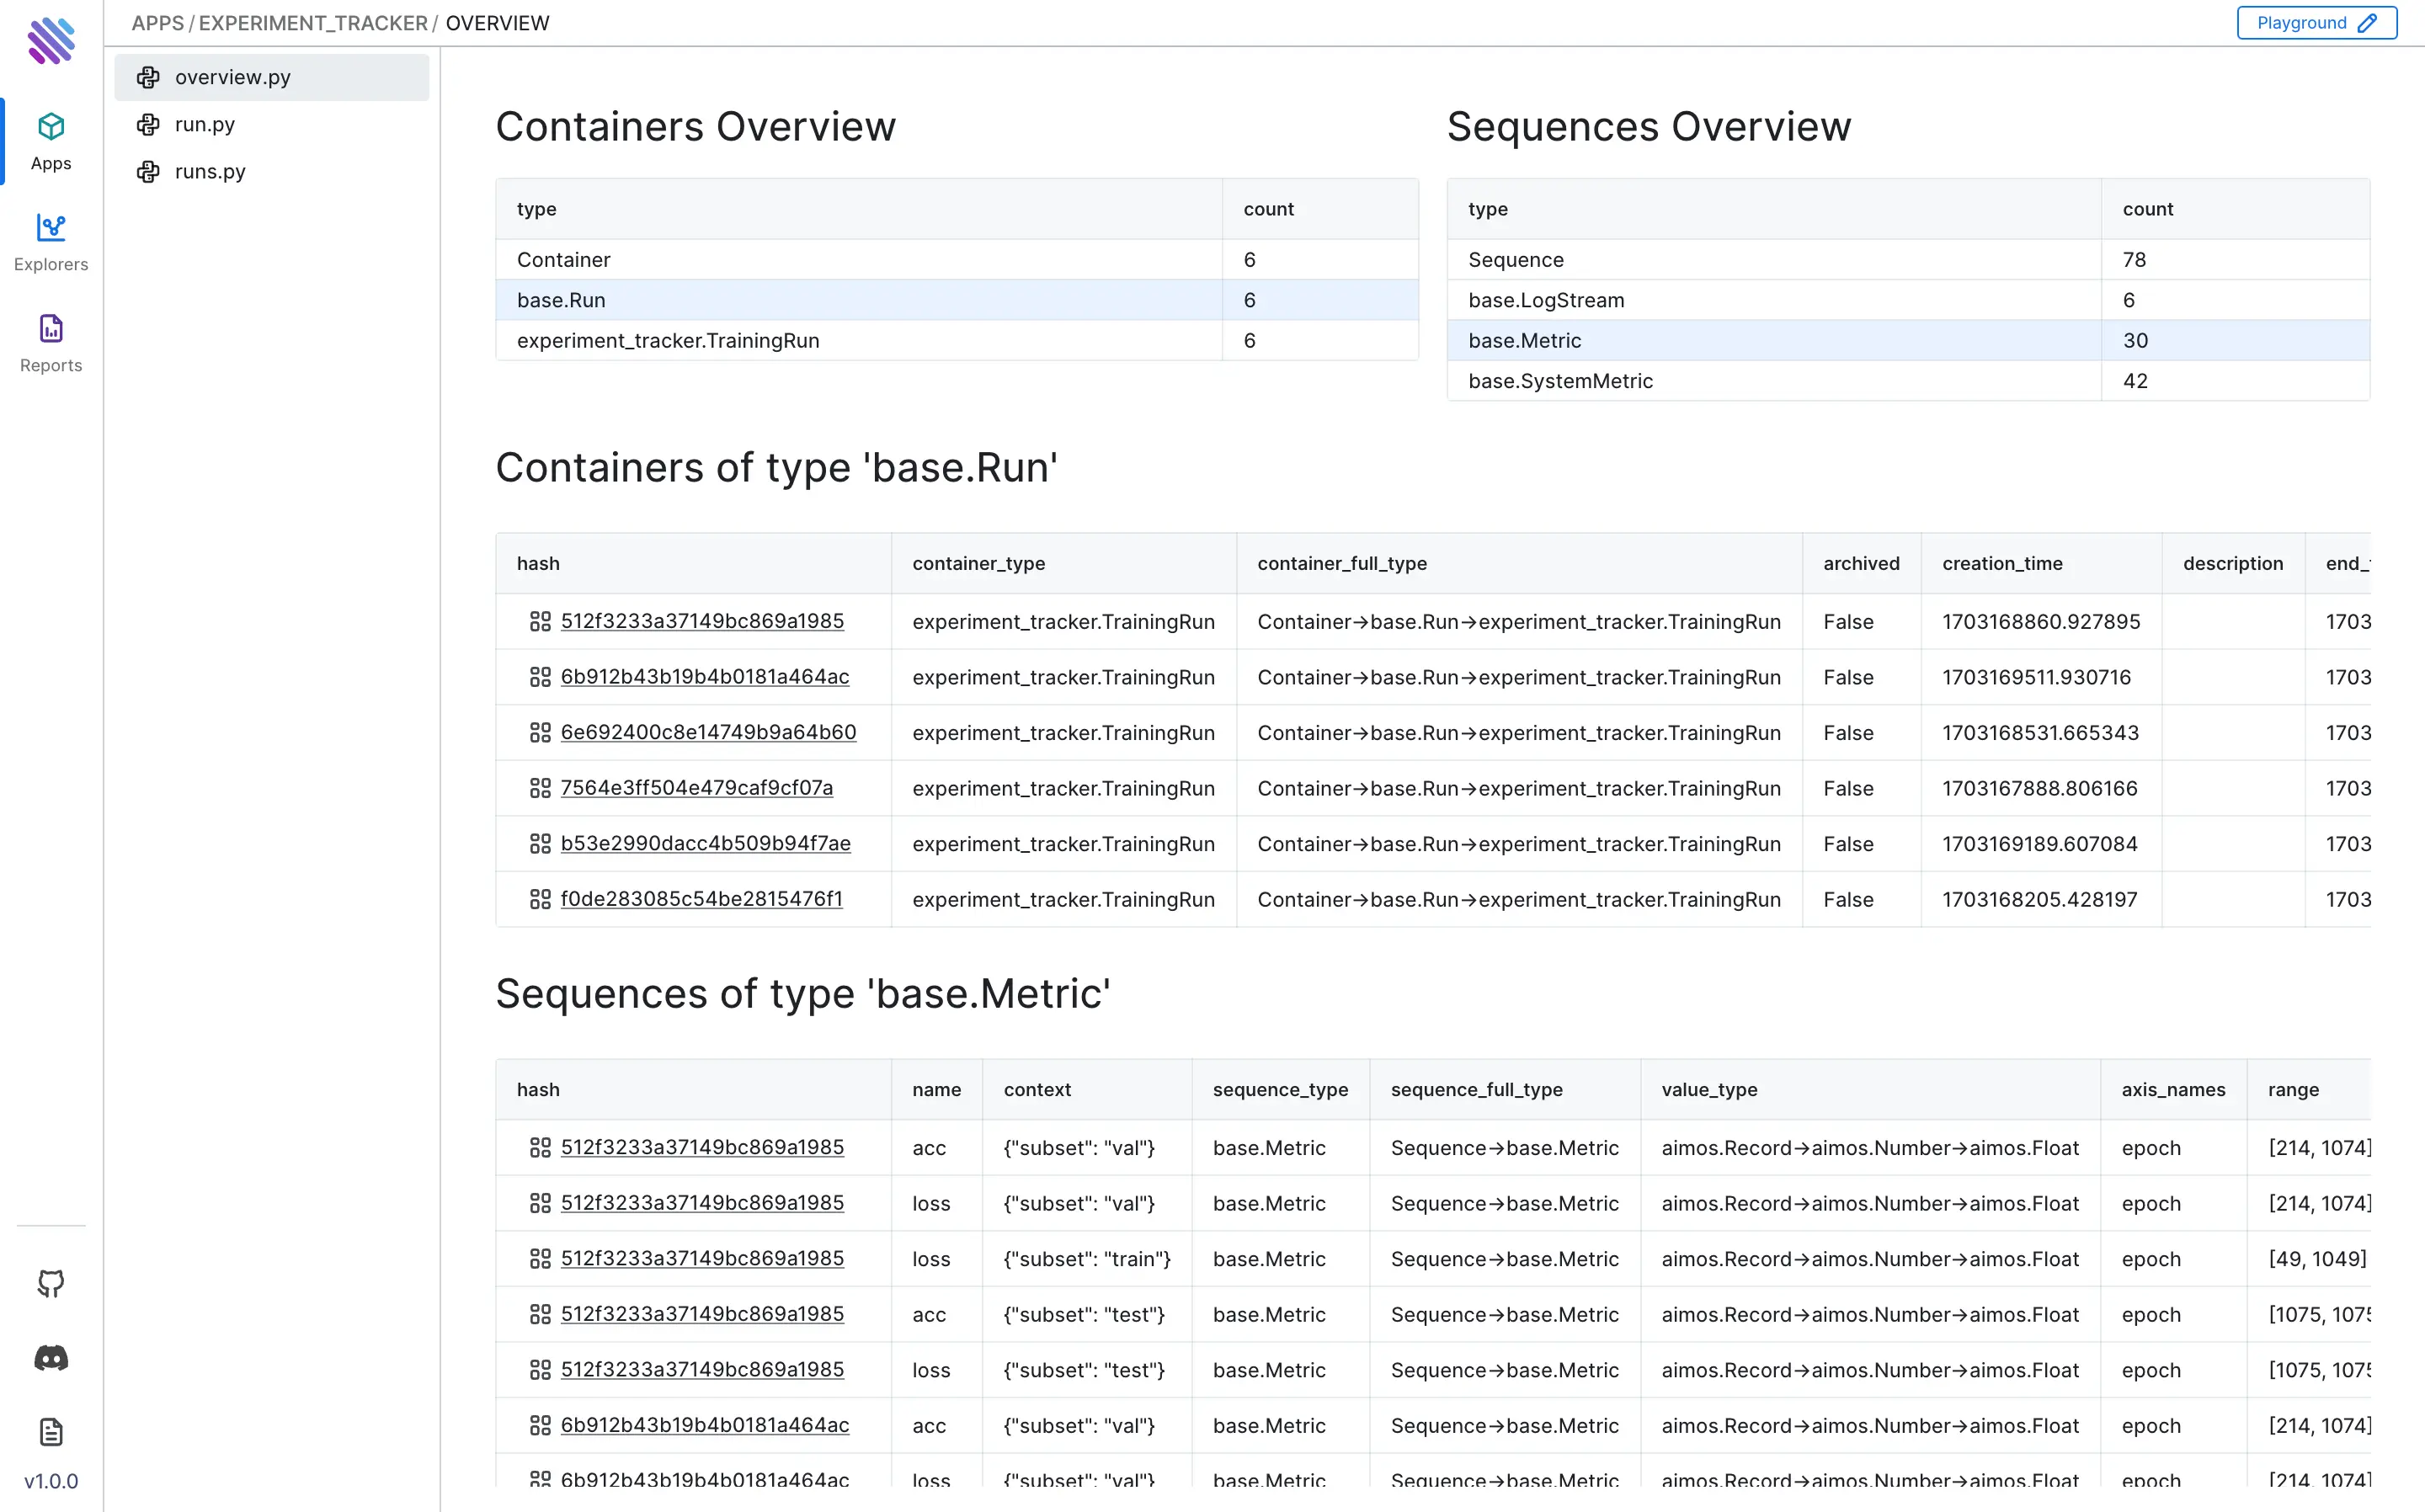 APPS / EXPERIMENT_TRACKER / OVERVIEW
Playground
Apps
Explorers
Reports
v1.0.0
overview.py
run.py
runs.py
Containers Overview
type count
Container 6
base.Run 6
experiment_tracker.TrainingRun 6
Sequences Overview
type count
Sequence 78
base.LogStream 6
base.Metric 30
base.SystemMetric 42
Containers of type 'base.Run'
hash container_type container_full_type archived creation_time description end_
512f3233a37149bc869a1985 experiment_tracker.TrainingRun Container→base.Run→experiment_tracker.TrainingRun False 1703168860.927895 1703
6b912b43b19b4b0181a464ac experiment_tracker.TrainingRun Container→base.Run→experiment_tracker.TrainingRun False 1703169511.930716 1703
6e692400c8e14749b9a64b60 experiment_tracker.TrainingRun Container→base.Run→experiment_tracker.TrainingRun False 1703168531.665343 1703
7564e3ff504e479caf9cf07a experiment_tracker.TrainingRun Container→base.Run→experiment_tracker.TrainingRun False 1703167888.806166 1703
b53e2990dacc4b509b94f7ae experiment_tracker.TrainingRun Container→base.Run→experiment_tracker.TrainingRun False 1703169189.607084 1703
f0de283085c54be2815476f1 experiment_tracker.TrainingRun Container→base.Run→experiment_tracker.TrainingRun False 1703168205.428197 1703
Sequences of type 'base.Metric'
hash name context sequence_type sequence_full_type value_type axis_names range
512f3233a37149bc869a1985 acc {"subset": "val"} base.Metric Sequence→base.Metric aimos.Record→aimos.Number→aimos.Float epoch [214, 1074]
512f3233a37149bc869a1985 loss {"subset": "val"} base.Metric Sequence→base.Metric aimos.Record→aimos.Number→aimos.Float epoch [214, 1074]
512f3233a37149bc869a1985 loss {"subset": "train"} base.Metric Sequence→base.Metric aimos.Record→aimos.Number→aimos.Float epoch [49, 1049]
512f3233a37149bc869a1985 acc {"subset": "test"} base.Metric Sequence→base.Metric aimos.Record→aimos.Number→aimos.Float epoch [1075, 1075
512f3233a37149bc869a1985 loss {"subset": "test"} base.Metric Sequence→base.Metric aimos.Record→aimos.Number→aimos.Float epoch [1075, 1075
6b912b43b19b4b0181a464ac acc {"subset": "val"} base.Metric Sequence→base.Metric aimos.Record→aimos.Number→aimos.Float epoch [214, 1074]
6b912b43b19b4b0181a464ac loss {"subset": "val"} base.Metric Sequence→base.Metric aimos.Record→aimos.Number→aimos.Float epoch [214, 1074]